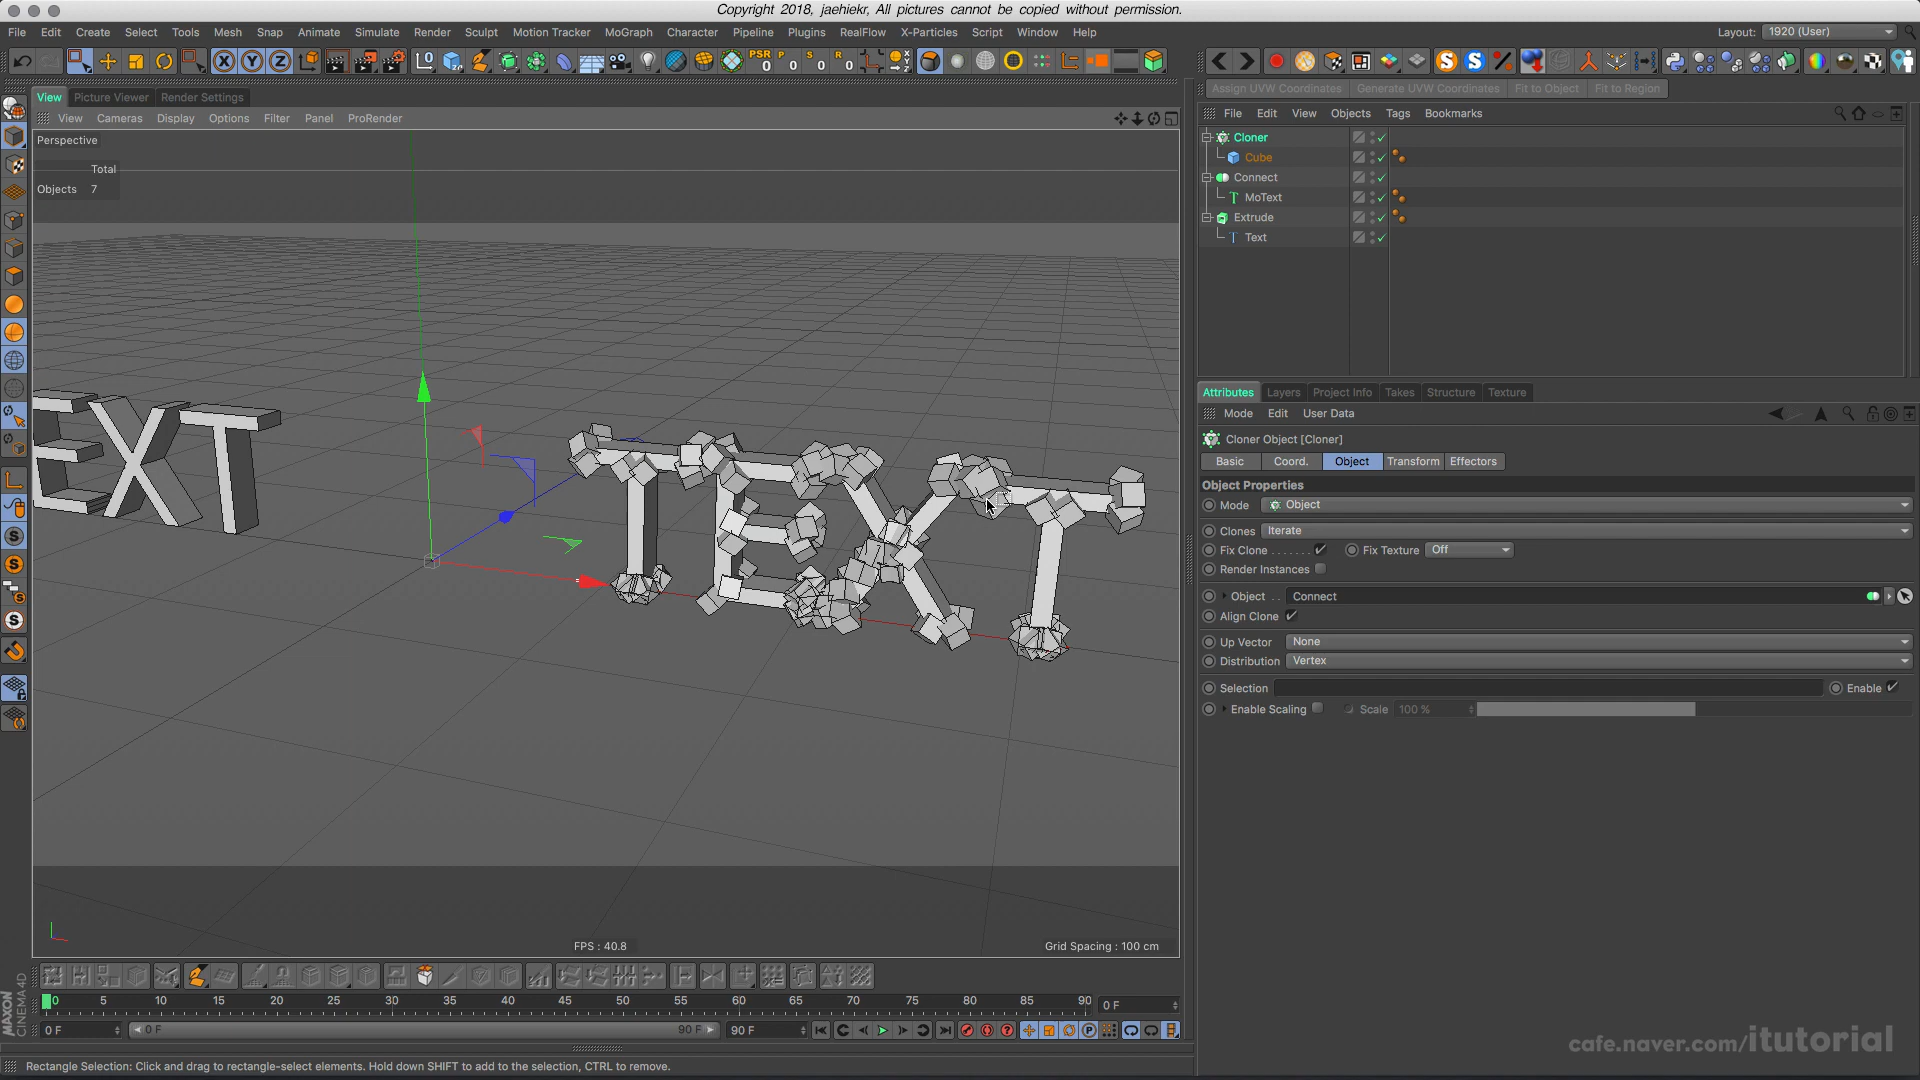 Copyright 2018, jaehiekr, All pictures cannot be copied without permission.
File Edit Create Select Tools Mesh Snap Animate Simulate Render Sculpt Motion Tracker MoGraph Character Pipeline Plugins RealFlow X-Particles Script Window Help Layout: 1920 (User)
X Y Z PSR 0 P 0 S 0 R 0
Assign UVW Coordinates Generate UVW Coordinates Fit to Object Fit to Region
View Picture Viewer Render Settings
View Cameras Display Options Filter Panel ProRender
Perspective
Total
Objects 7
EXT TEXT
FPS : 40.8
Grid Spacing : 100 cm
File Edit View Objects Tags Bookmarks
Cloner
Cube
Connect
MoText
Extrude
Text
Attributes Layers Project Info Takes Structure Texture
Mode Edit User Data
Cloner Object [Cloner]
Basic Coord. Object Transform Effectors
Object Properties
Mode Object
Clones Iterate
Fix Clone . . . . . . . Fix Texture Off
Render Instances
Object . . Connect
Align Clone
Up Vector None
Distribution Vertex
Selection Enable
Enable Scaling Scale 100 %
0 5 10 15 20 25 30 35 40 45 50 55 60 65 70 75 80 85 90 0 F
0 F 0 F 90 F 90 F
MAXON CINEMA 4D
Rectangle Selection: Click and drag to rectangle-select elements. Hold down SHIFT to add to the selection, CTRL to remove.
cafe.naver.com/itutorial